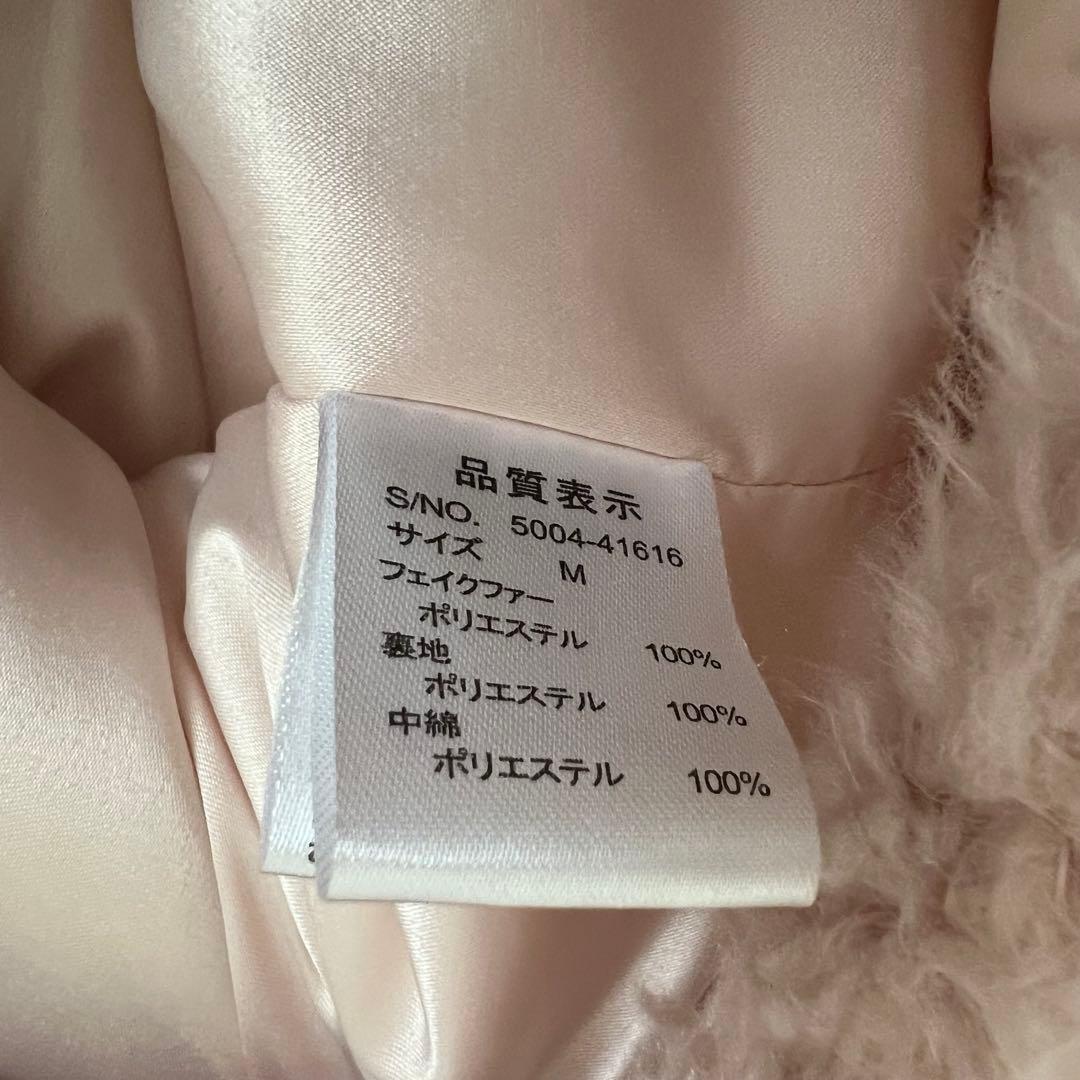 品質表示
S/NO. 5004-41616
サイズ M
フェイクファー
ポリエステル 100%
裏地
ポリエステル 100%
中綿
ポリエステル 100%